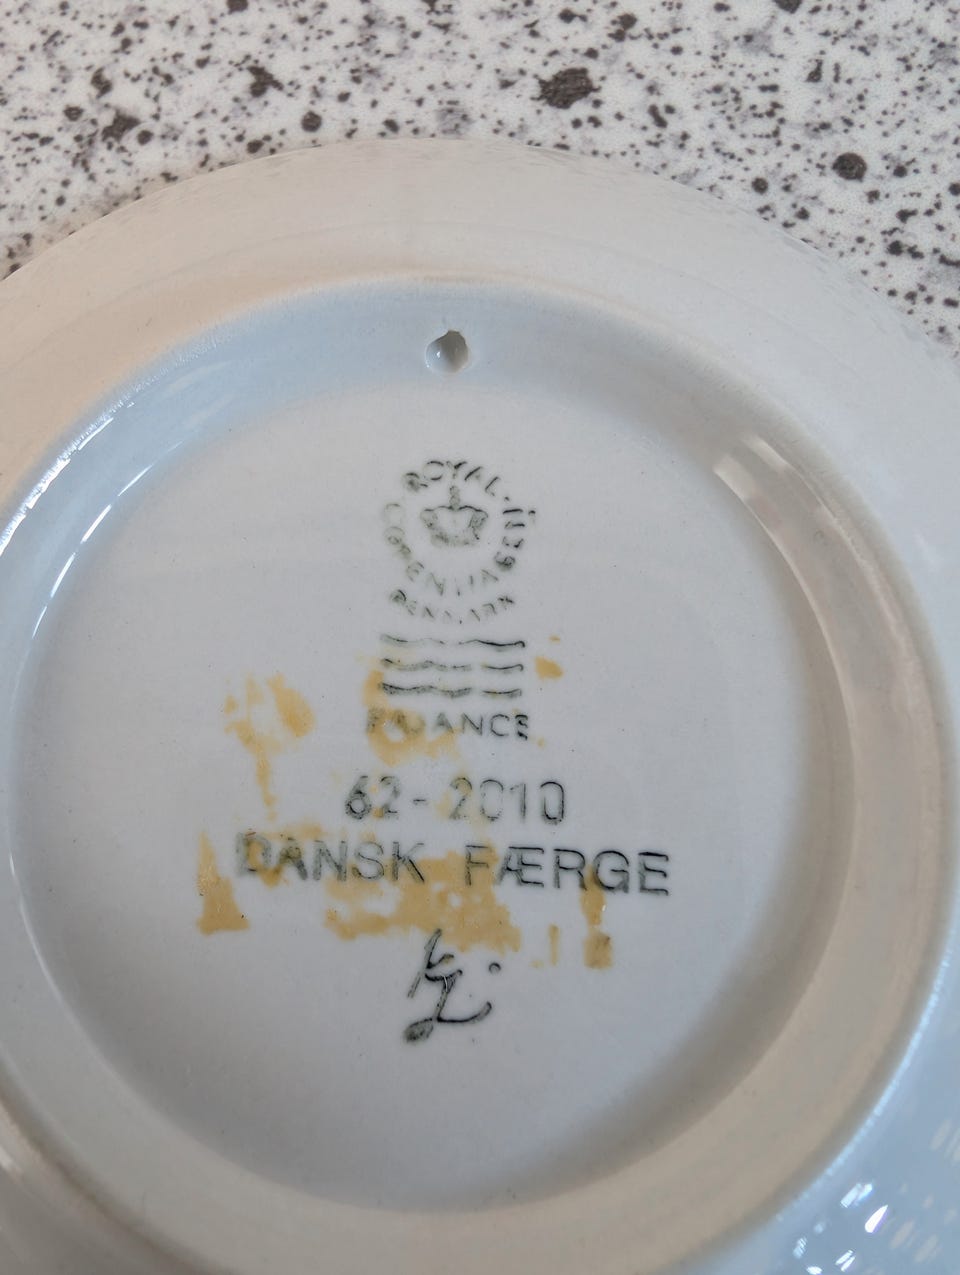 ROYAL
COPENHAGEN
DENMARK
FAJANCE
62-2010
DANSK FÆRGE